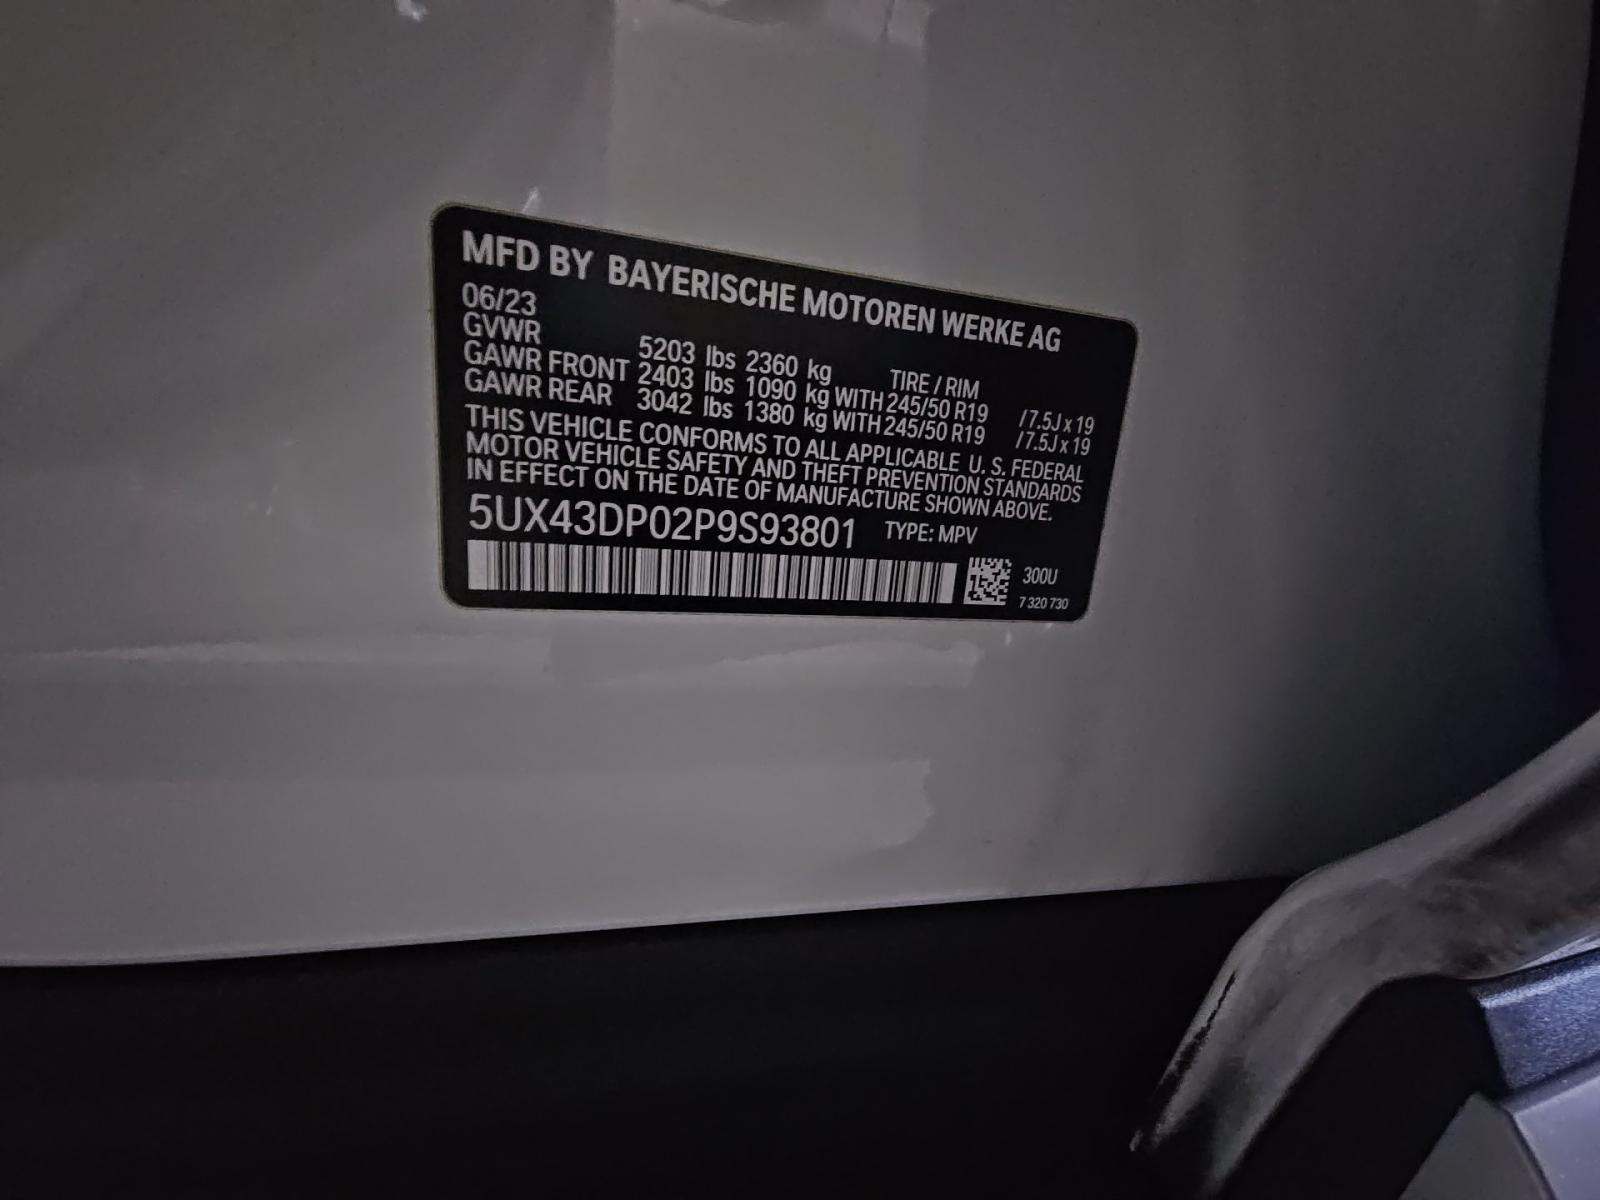 MFD BY BAYERISCHE MOTOREN WERKE AG
06/23
GVWR 5203 lbs 2360 kg TIRE / RIM
GAWR FRONT 2403 lbs 1090 kg WITH 245/50 R19 /7.5J x 19
GAWR REAR 3042 lbs 1380 kg WITH 245/50 R19 /7.5J x 19
THIS VEHICLE CONFORMS TO ALL APPLICABLE U. S. FEDERAL
MOTOR VEHICLE SAFETY AND THEFT PREVENTION STANDARDS
IN EFFECT ON THE DATE OF MANUFACTURE SHOWN ABOVE.
5UX43DP02P9S93801 TYPE: MPV
300U
7 320 730